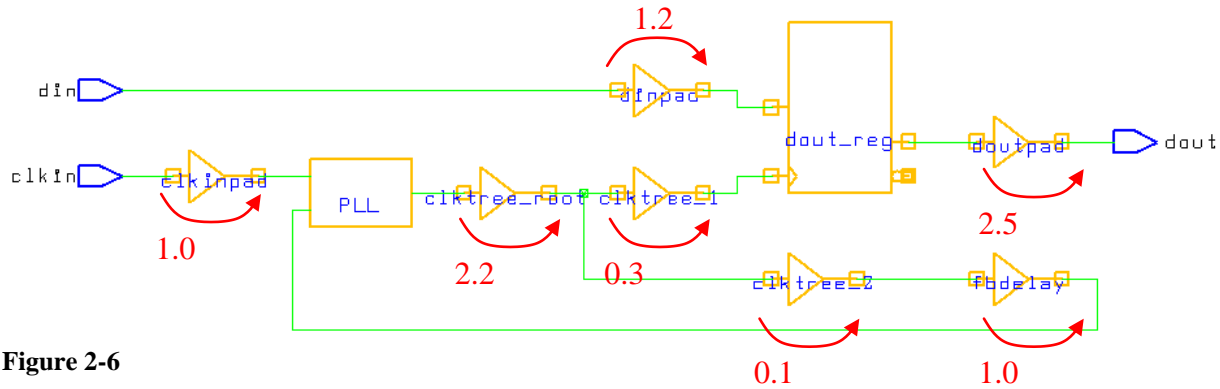 1.2
din
dinpad
dout_reg
doutpad
dout
clkin
clkinpad
PLL
clktree_root
clktree_1
2.5
1.0
2.2
0.3
clktree_2
fbdelay
Figure 2-6
0.1
1.0